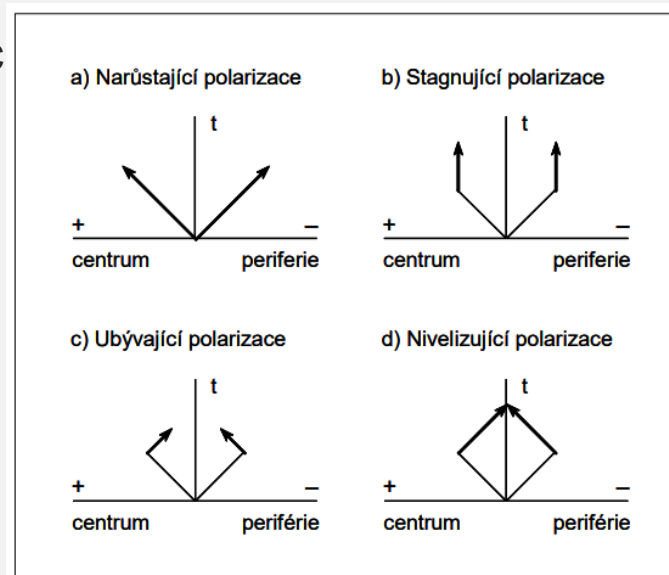 a) Narůstající polarizace
t
+ –
centrum periferie
b) Stagnující polarizace
t
+ –
centrum periferie
c) Ubývající polarizace
t
+ –
centrum periférie
d) Nivelizující polarizace
t
+ –
centrum periférie